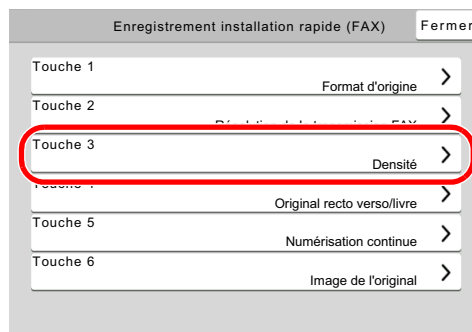 Enregistrement installation rapide (FAX)
Fermer
Touche 1
Format d'origine
Touche 2
Touche 3
Densité
Original recto verso/livre
Touche 5
Numérisation continue
Touche 6
Image de l'original